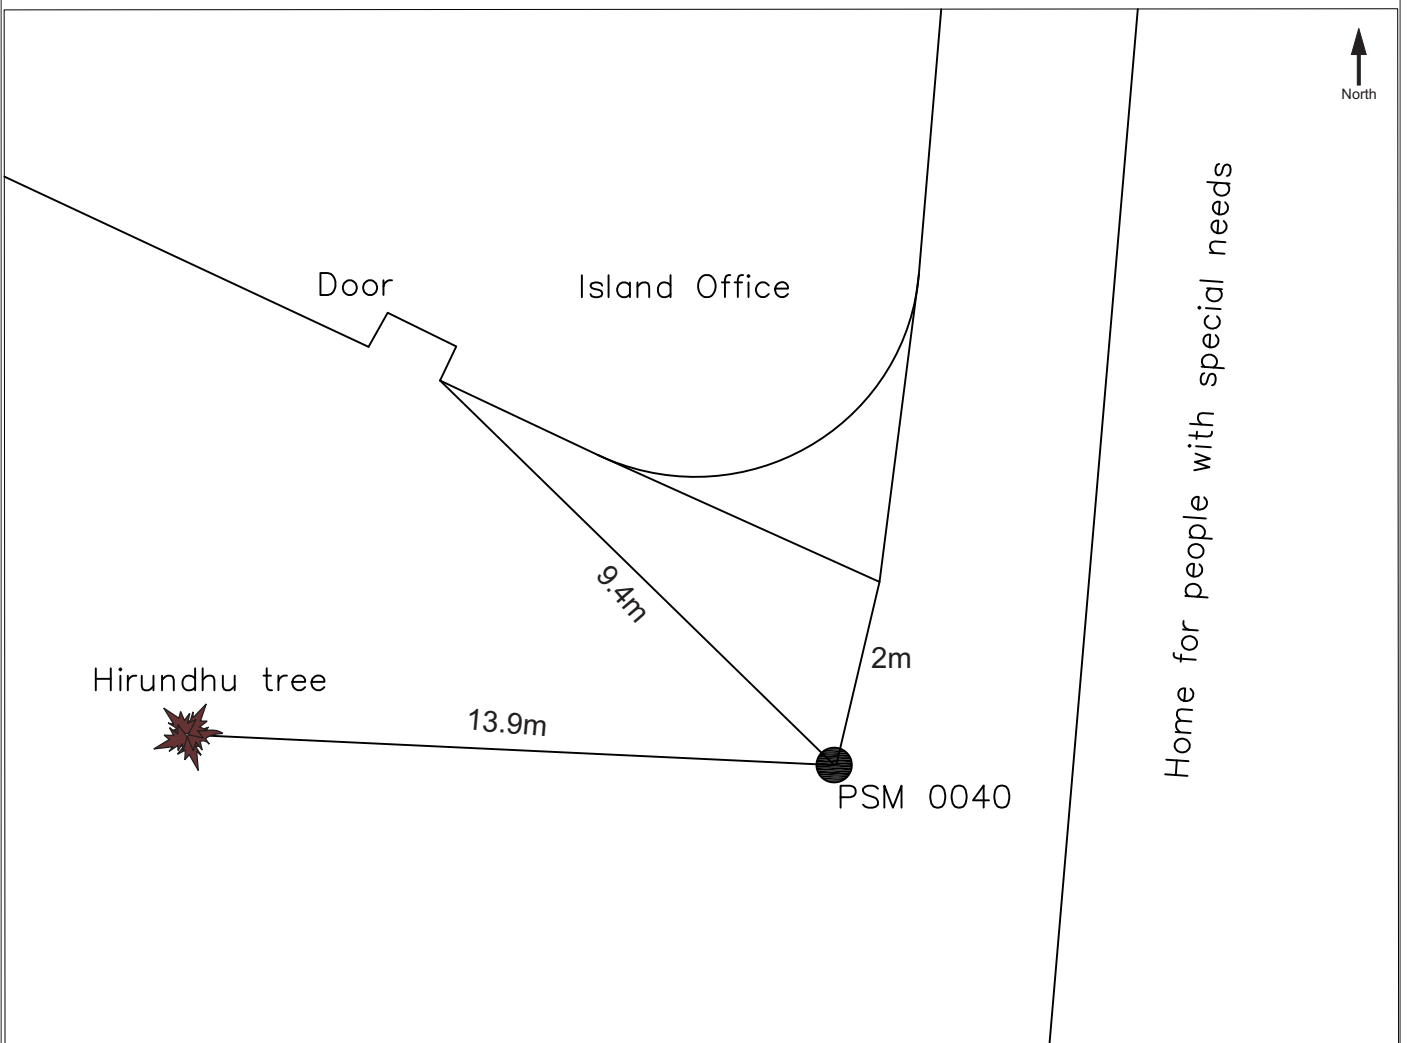 North
Door
Island Office
Home for people with special needs
9.4m
2m
Hirundhu tree
13.9m
PSM 0040